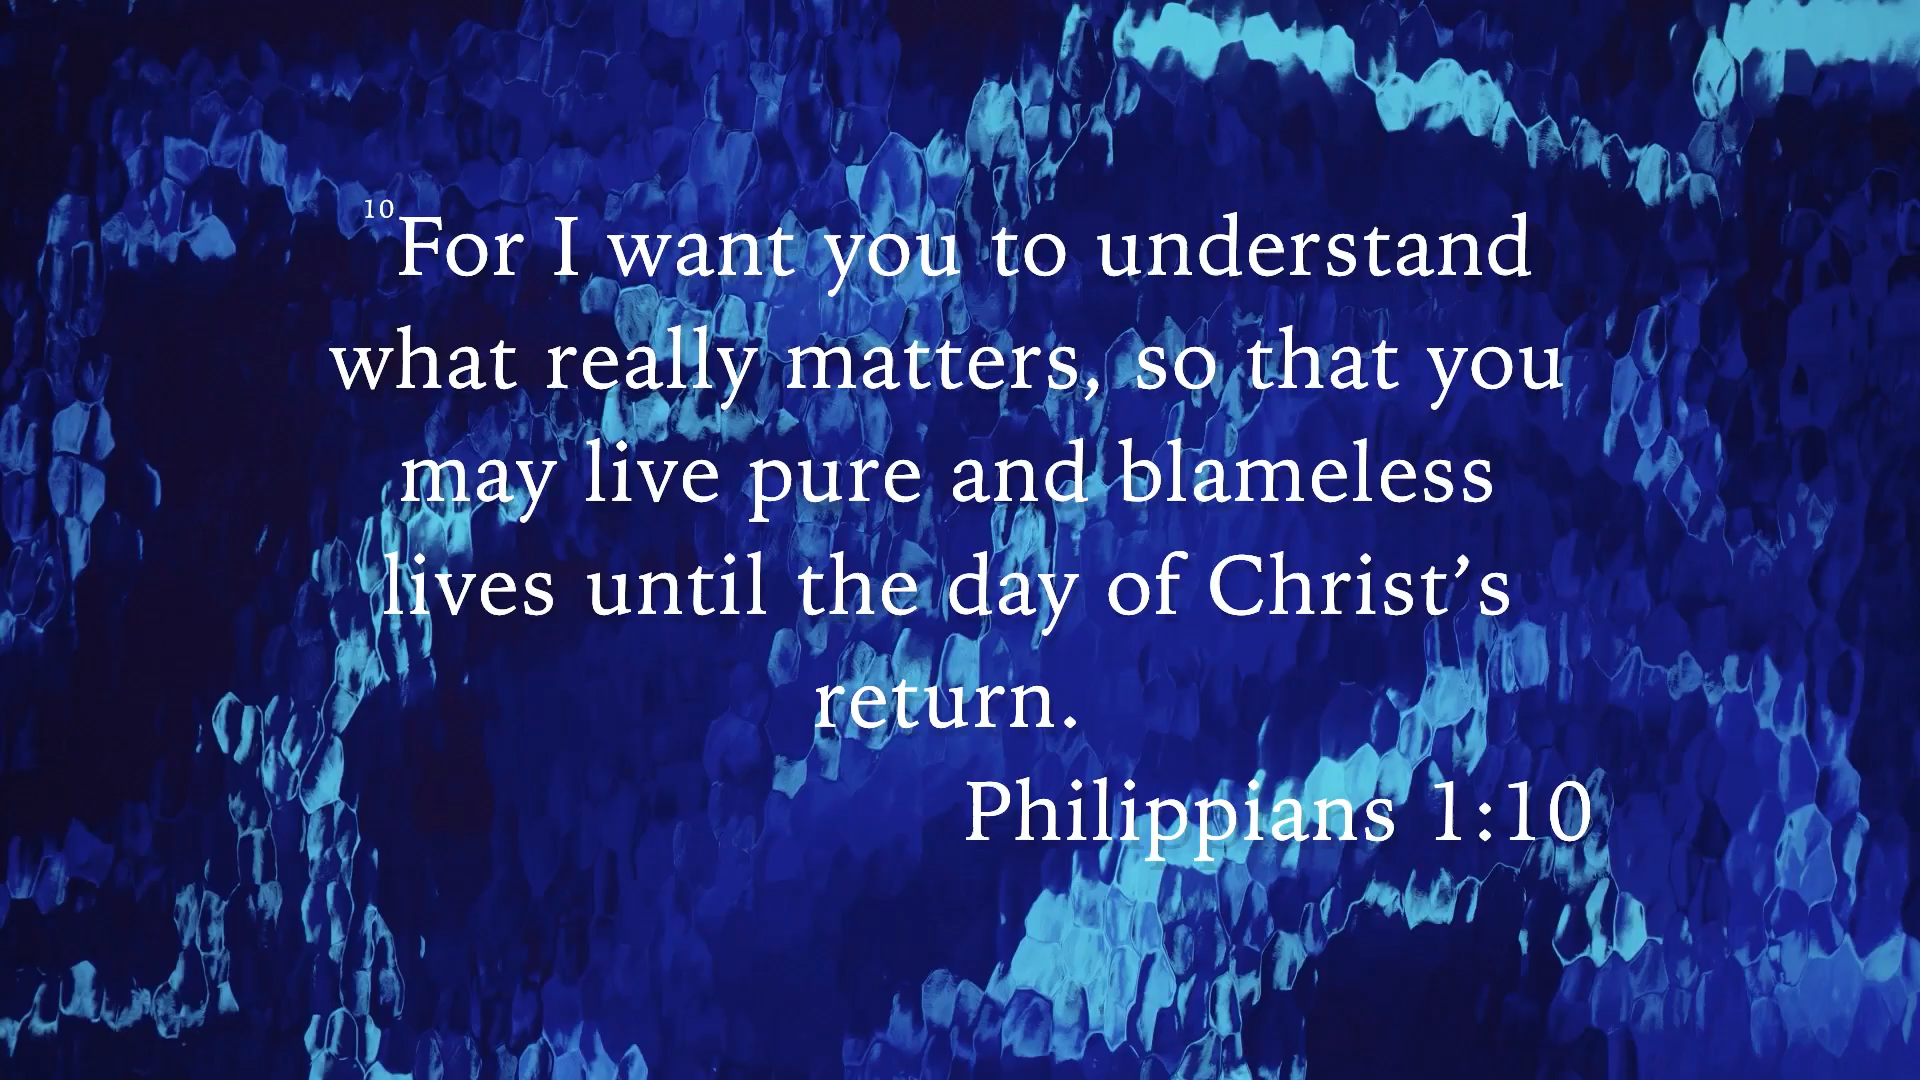 10For I want you to understand
what really matters, so that you
may live pure and blameless
lives until the day of Christ’s
return.
Philippians 1:10